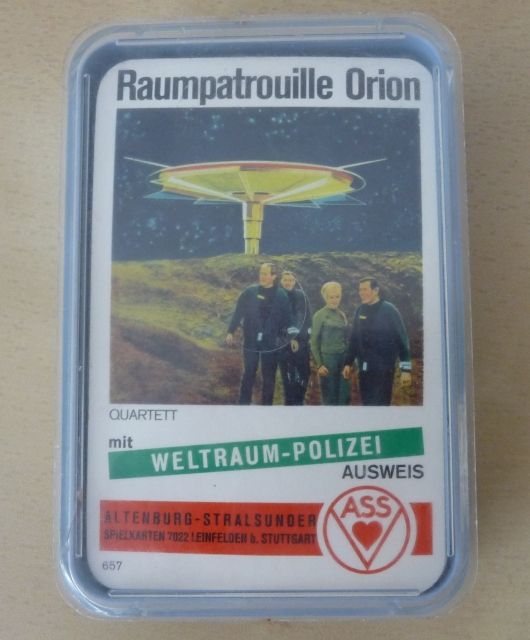 Raumpatrouille Orion
QUARTETT
mit
WELTRAUM-POLIZEI
AUSWEIS
ALTENBURG-STRALSUNDER
SPIELKARTEN 7022 LEINFELDEN b. STUTTGART
ASS
657